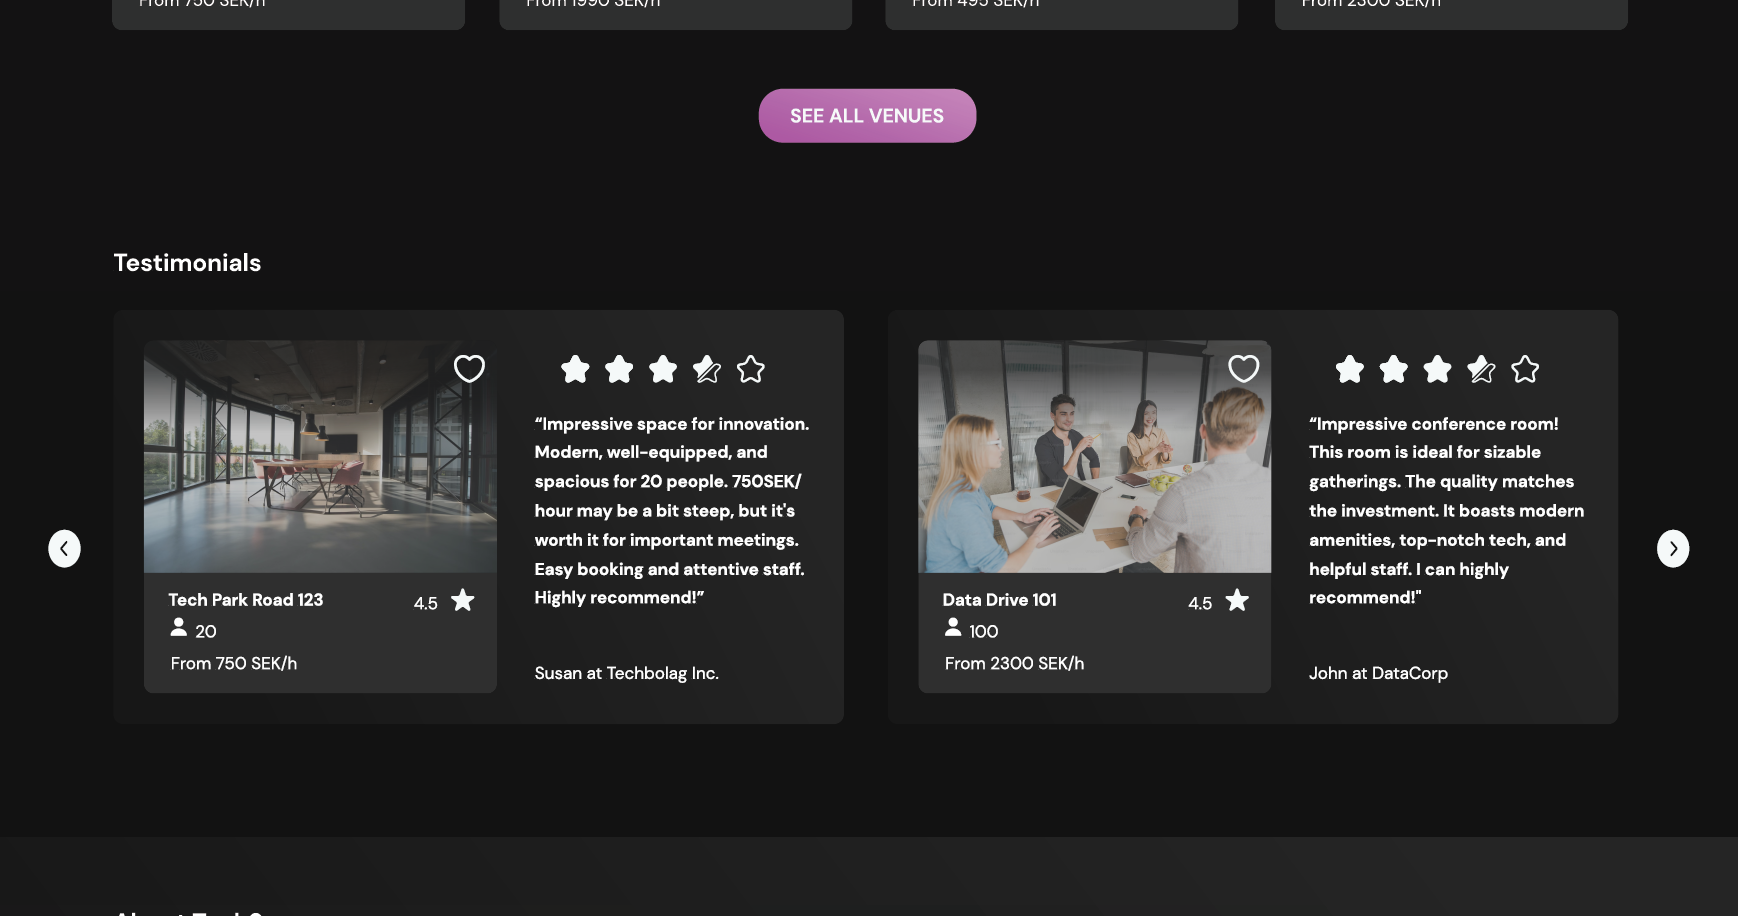 From 750 SEK/h
From 1990 SEK/h
From 495 SEK/h
From 2300 SEK/h
SEE ALL VENUES
Testimonials
“Impressive space for innovation.
Modern, well-equipped, and
spacious for 20 people. 750SEK/
hour may be a bit steep, but it's
worth it for important meetings.
Easy booking and attentive staff.
Highly recommend!”
Tech Park Road 123
4.5
20
From 750 SEK/h
Susan at Techbolag Inc.
“Impressive conference room!
This room is ideal for sizable
gatherings. The quality matches
the investment. It boasts modern
amenities, top-notch tech, and
helpful staff. I can highly
recommend!"
Data Drive 101
4.5
100
From 2300 SEK/h
John at DataCorp